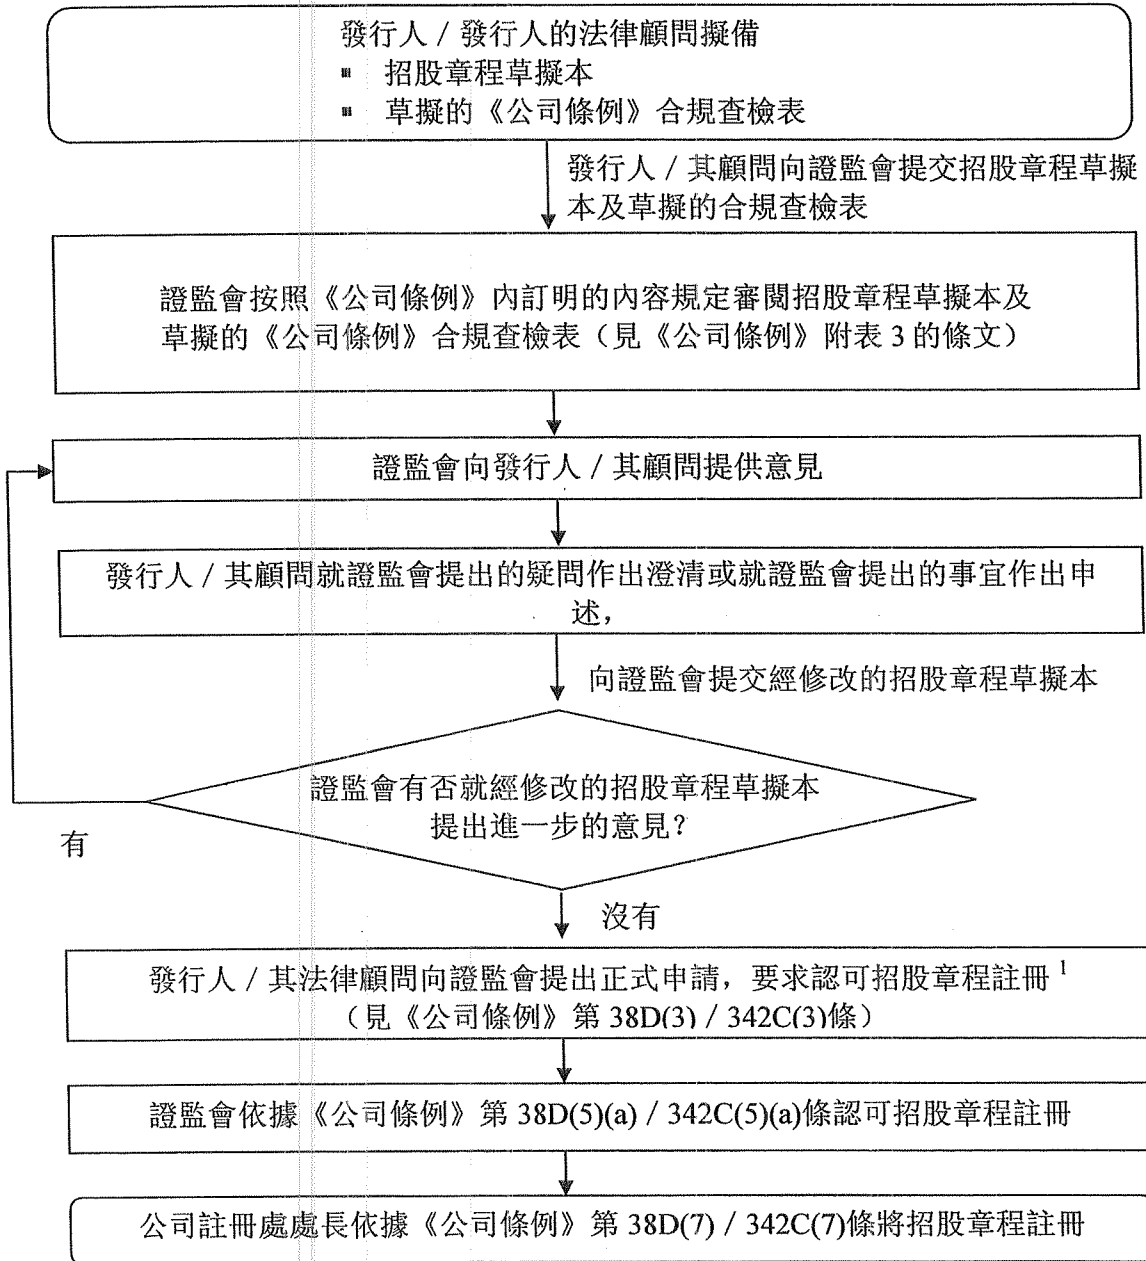 發行人 / 發行人的法律顧問擬備
▪ 招股章程草擬本
▪ 草擬的《公司條例》合規查檢表
發行人 / 其顧問向證監會提交招股章程草擬
本及草擬的合規查檢表
證監會按照《公司條例》內訂明的內容規定審閱招股章程草擬本及
草擬的《公司條例》合規查檢表（見《公司條例》附表 3 的條文）
證監會向發行人 / 其顧問提供意見
發行人 / 其顧問就證監會提出的疑問作出澄清或就證監會提出的事宜作出申
述，
向證監會提交經修改的招股章程草擬本
證監會有否就經修改的招股章程草擬本
提出進一步的意見？
有
沒有
發行人 / 其法律顧問向證監會提出正式申請，要求認可招股章程註冊 1
（見《公司條例》第 38D(3) / 342C(3)條）
證監會依據《公司條例》第 38D(5)(a) / 342C(5)(a)條認可招股章程註冊
公司註冊處處長依據《公司條例》第 38D(7) / 342C(7)條將招股章程註冊